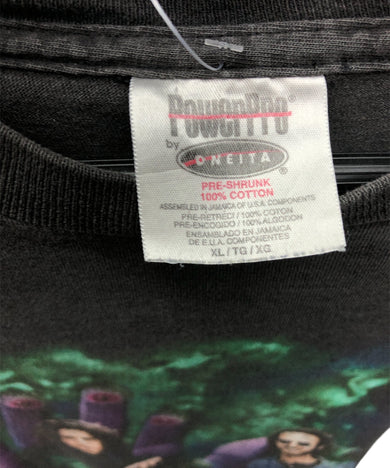 PowerPro®
by ONEITA®
PRE-SHRUNK
100% COTTON
ASSEMBLED IN JAMAICA OF U.S.A. COMPONENTS
PRE-RETRECI / 100% COTON
PRE-ENCOGIDO / 100% ALGODON
ENSAMBLADO EN JAMAICA
DE E.U.A. COMPONENTES
XL / TG / XG